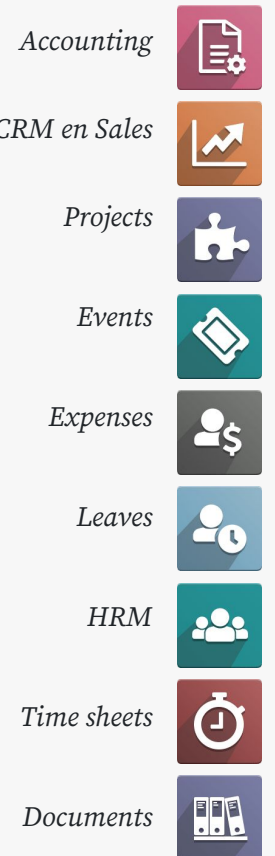 Accounting
CRM en Sales
Projects
Events
Expenses
Leaves
HRM
Time sheets
Documents